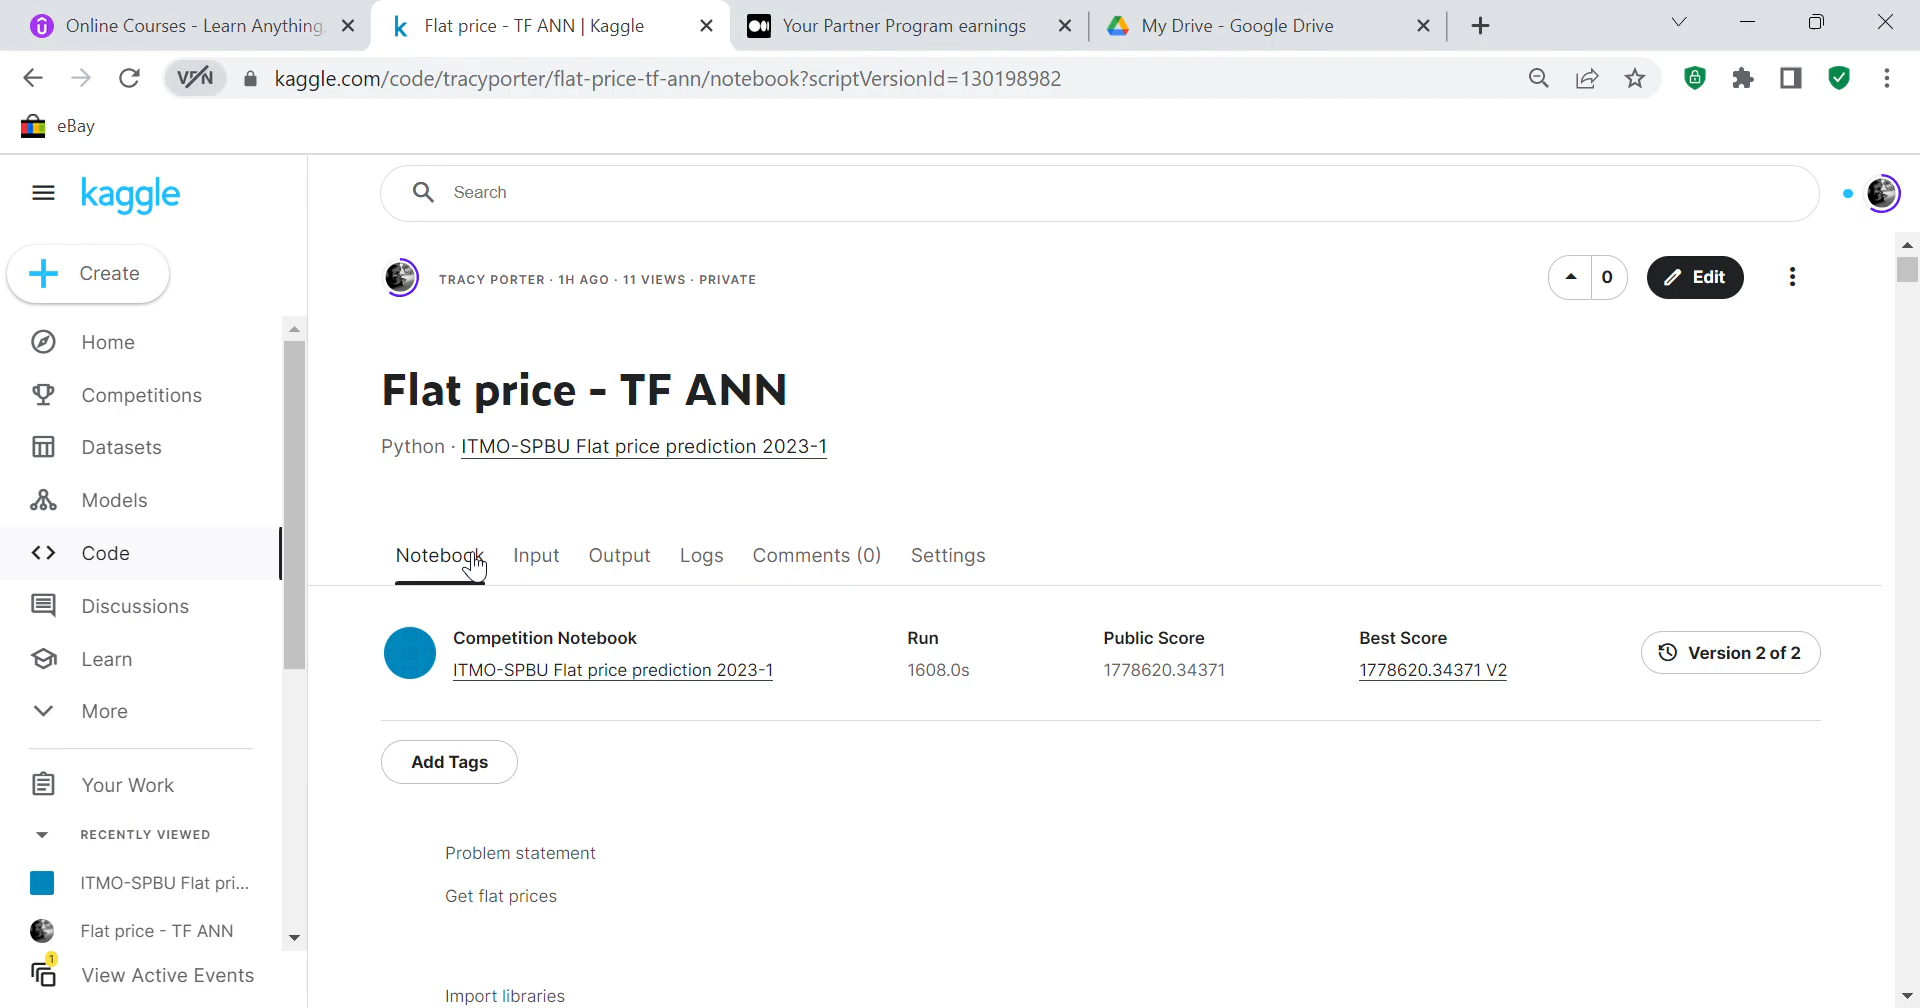 Online Courses - Learn Anything,
Flat price - TF ANN | Kaggle
Your Partner Program earnings
My Drive - Google Drive
VPN
kaggle.com/code/tracyporter/flat-price-tf-ann/notebook?scriptVersionId=130198982
eBay
kaggle
Search
Create
TRACY PORTER · 1H AGO · 11 VIEWS · PRIVATE
0
Edit
Home
Competitions
Datasets
Models
Code
Discussions
Learn
More
Your Work
RECENTLY VIEWED
ITMO-SPBU Flat pri...
Flat price - TF ANN
1
View Active Events
Flat price - TF ANN
Python · ITMO-SPBU Flat price prediction 2023-1
Notebook Input Output Logs Comments (0) Settings
Competition Notebook
ITMO-SPBU Flat price prediction 2023-1
Run
1608.0s
Public Score
1778620.34371
Best Score
1778620.34371 V2
Version 2 of 2
Add Tags
Problem statement
Get flat prices
Import libraries